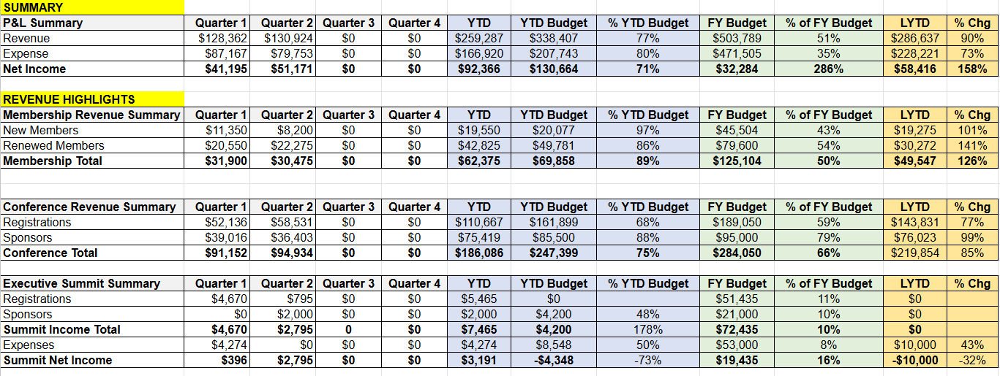 SUMMARY
P&L Summary Quarter 1 Quarter 2 Quarter 3 Quarter 4 YTD YTD Budget % YTD Budget FY Budget % of FY Budget LYTD % Chg
Revenue $128,362 $130,924 $0 $0 $259,287 $338,407 77% $503,789 51% $286,637 90%
Expense $87,167 $79,753 $0 $0 $166,920 $207,743 80% $471,505 35% $228,221 73%
Net Income $41,195 $51,171 $0 $0 $92,366 $130,664 71% $32,284 286% $58,416 158%
REVENUE HIGHLIGHTS
Membership Revenue Summary Quarter 1 Quarter 2 Quarter 3 Quarter 4 YTD YTD Budget % YTD Budget FY Budget % of FY Budget LYTD % Chg
New Members $11,350 $8,200 $0 $0 $19,550 $20,077 97% $45,504 43% $19,275 101%
Renewed Members $20,550 $22,275 $0 $0 $42,825 $49,781 86% $79,600 54% $30,272 141%
Membership Total $31,900 $30,475 $0 $0 $62,375 $69,858 89% $125,104 50% $49,547 126%
Conference Revenue Summary Quarter 1 Quarter 2 Quarter 3 Quarter 4 YTD YTD Budget % YTD Budget FY Budget % of FY Budget LYTD % Chg
Registrations $52,136 $58,531 $0 $0 $110,667 $161,899 68% $189,050 59% $143,831 77%
Sponsors $39,016 $36,403 $0 $0 $75,419 $85,500 88% $95,000 79% $76,023 99%
Conference Total $91,152 $94,934 $0 $0 $186,086 $247,399 75% $284,050 66% $219,854 85%
Executive Summit Summary Quarter 1 Quarter 2 Quarter 3 Quarter 4 YTD YTD Budget % YTD Budget FY Budget % of FY Budget LYTD % Chg
Registrations $4,670 $795 $0 $0 $5,465 $0 $51,435 11% $0
Sponsors $0 $2,000 $0 $0 $2,000 $4,200 48% $21,000 10% $0
Summit Income Total $4,670 $2,795 0 $0 $7,465 $4,200 178% $72,435 10% $0
Expenses $4,274 $0 $0 $0 $4,274 $8,548 50% $53,000 8% $10,000 43%
Summit Net Income $396 $2,795 $0 $0 $3,191 -$4,348 -73% $19,435 16% -$10,000 -32%